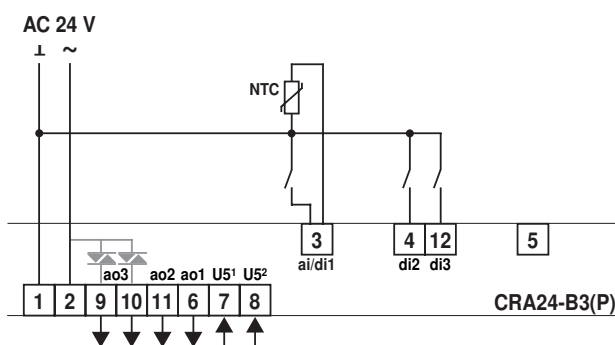 AC 24 V
⊥ ~
NTC
3 4 12 5
ai/di1 di2 di3
ao3 ao2 ao1 U5¹ U5²
1 2 9 10 11 6 7 8
CRA24-B3(P)